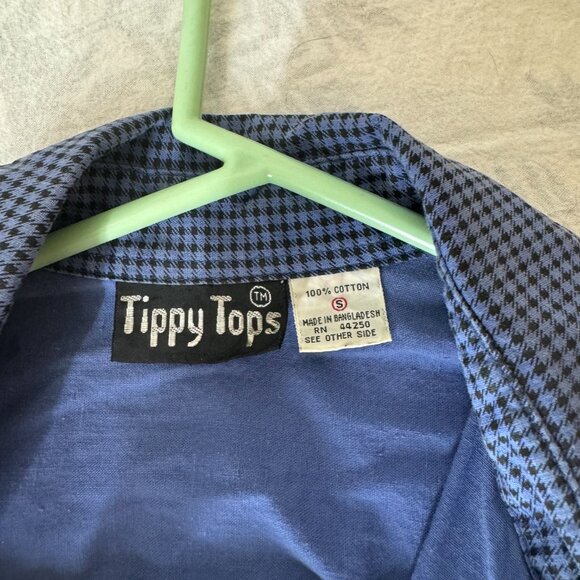 Tippy Tops TM
100% COTTON
S
MADE IN BANGLADESH
RN 44250
SEE OTHER SIDE